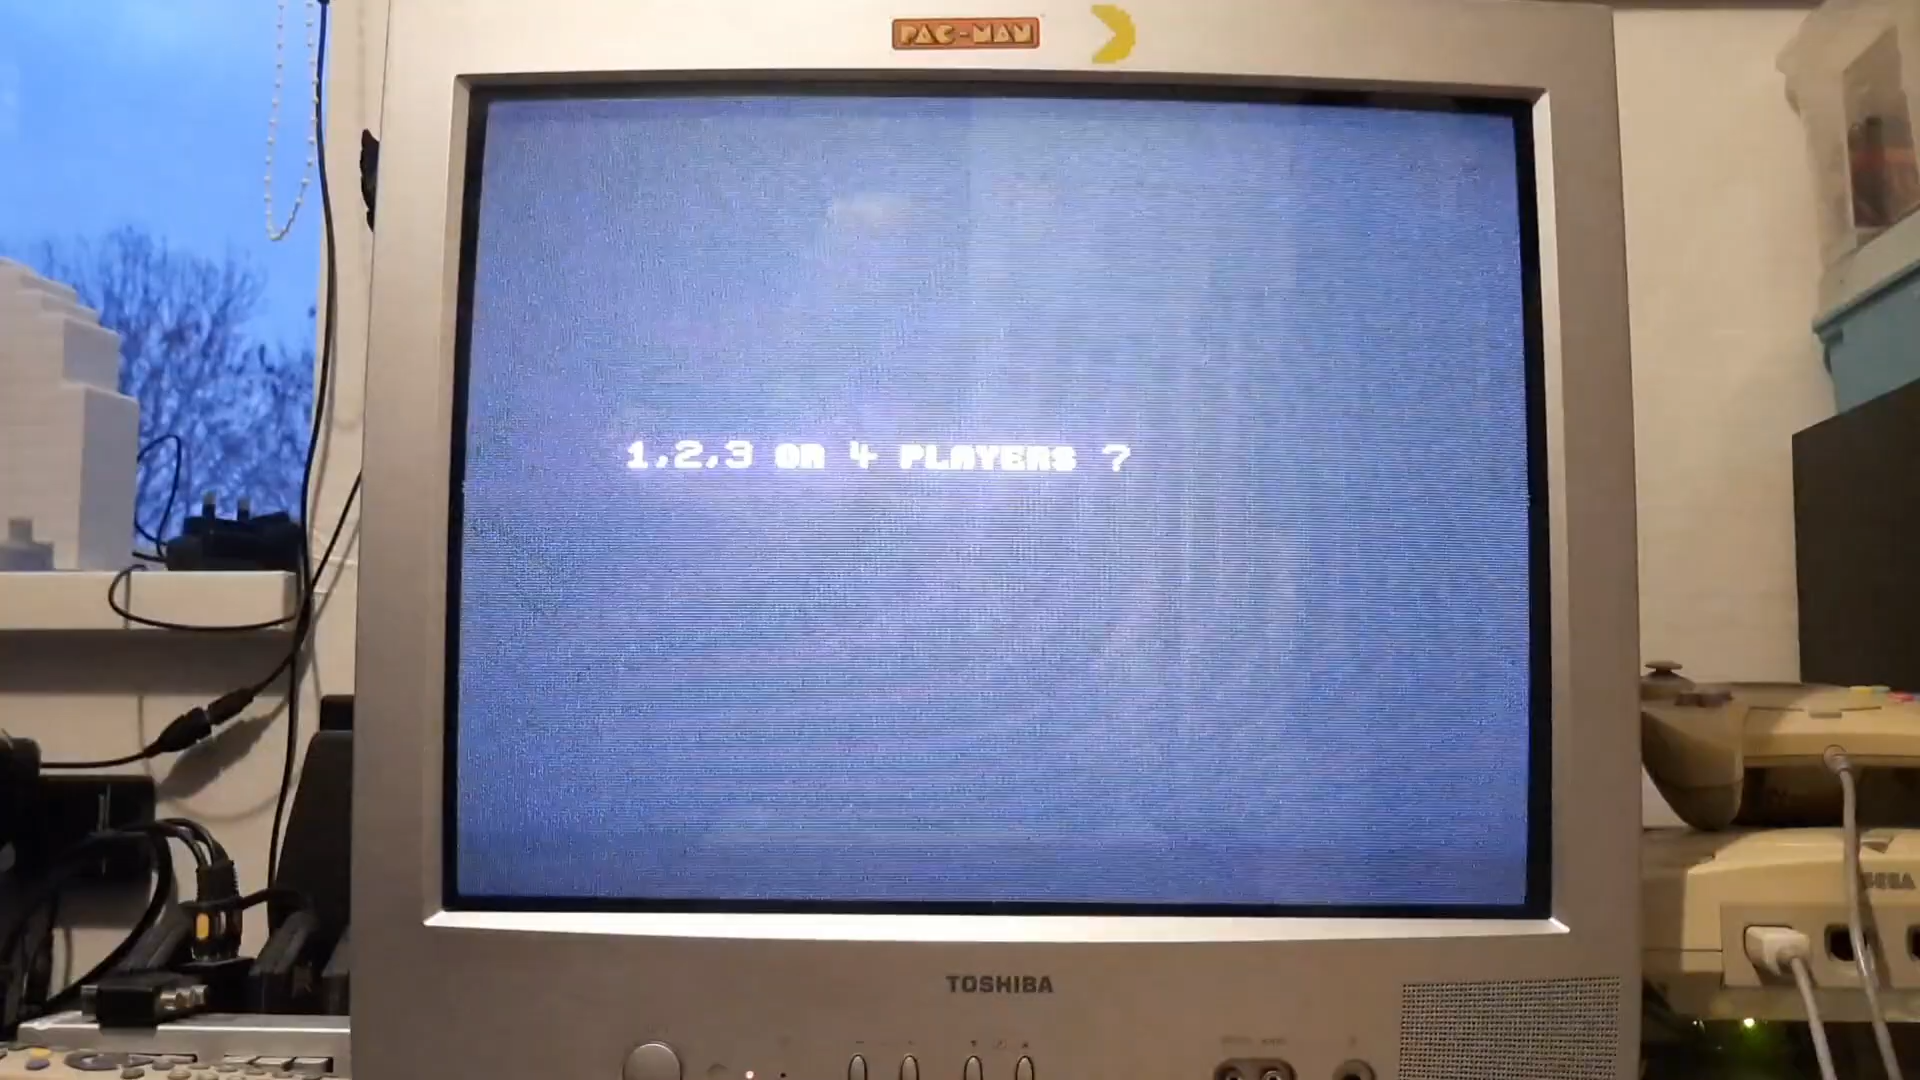 PAC-MAN
1,2,3 OR 4 PLAYERS ?
SEGA
TOSHIBA